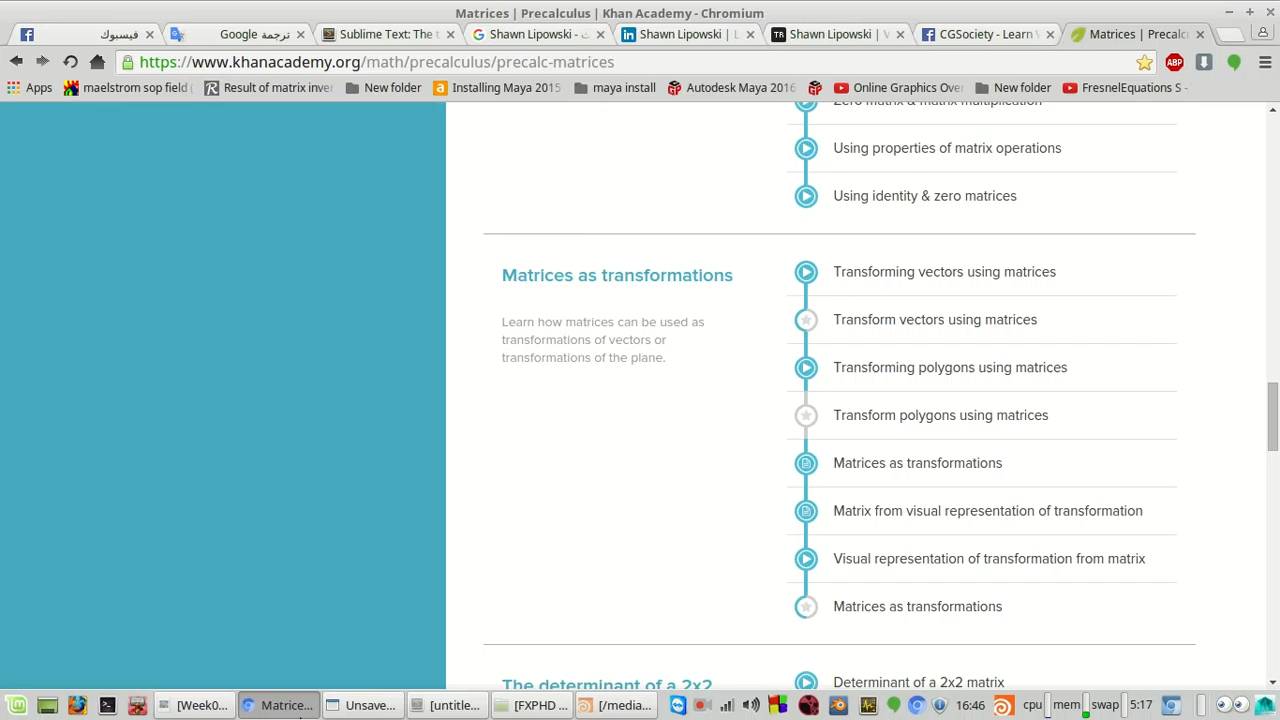 Matrices | Precalculus | Khan Academy - Chromium
فيسبوك
ترجمة Google
Sublime Text: The t
Shawn Lipowski - ث
Shawn Lipowski | L
Shawn Lipowski | V
CGSociety - Learn V
Matrices | Precalc
https://www.khanacademy.org/math/precalculus/precalc-matrices
ABP
Apps
maelstrom sop field
Result of matrix inver
New folder
Installing Maya 2015
maya install
Autodesk Maya 2016
Online Graphics Ove
New folder
FresnelEquations S -
Zero matrix & matrix multiplication
Using properties of matrix operations
Using identity & zero matrices
Matrices as transformations
Learn how matrices can be used as
transformations of vectors or
transformations of the plane.
Transforming vectors using matrices
Transform vectors using matrices
Transforming polygons using matrices
Transform polygons using matrices
Matrices as transformations
Matrix from visual representation of transformation
Visual representation of transformation from matrix
Matrices as transformations
The determinant of a 2x2
Determinant of a 2x2 matrix
[Week0...
Matrice...
Unsave...
[untitle...
[FXPHD ...
[/media...
16:46
cpu
mem
swap
5:17